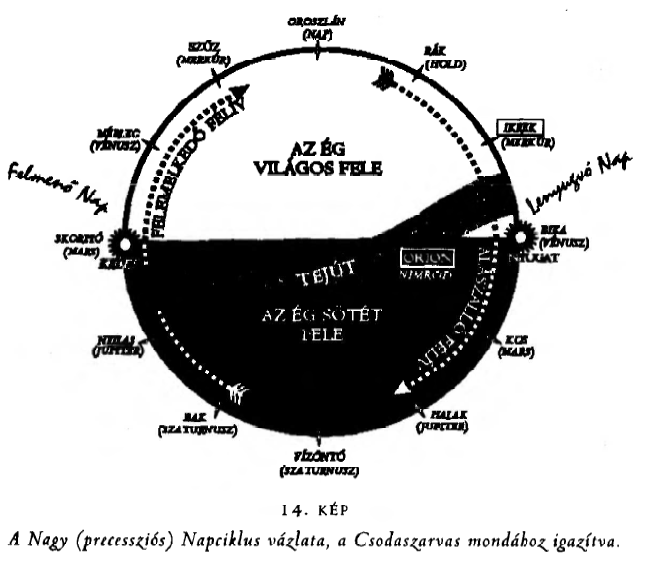 OROSZLÁN
(NAP)
SZŰZ
(MERKÚR)
RÁK
(HOLD)
MÉRLEG
(VÉNUSZ)
IKREK
(MERKÚR)
FELEMELKEDŐ FÉLÍV
AZ ÉG
VILÁGOS FELE
Felmenő Nap
Lenyugvó Nap
SKORPIÓ
(MARS)
KELET
BIKA
(VÉNUSZ)
NYUGAT
TEJÚT
ORION
NIMRÓD
AZ ÉG SÖTÉT
FELE
ALÁSZÁLLÓ FÉLÍV
NYILAS
(JUPITER)
KOS
(MARS)
BAK
(SZATURNUSZ)
HALAK
(JUPITER)
VÍZÖNTŐ
(SZATURNUSZ)
14. KÉP
A Nagy (precessziós) Napciklus vázlata, a Csodaszarvas mondához igazítva.